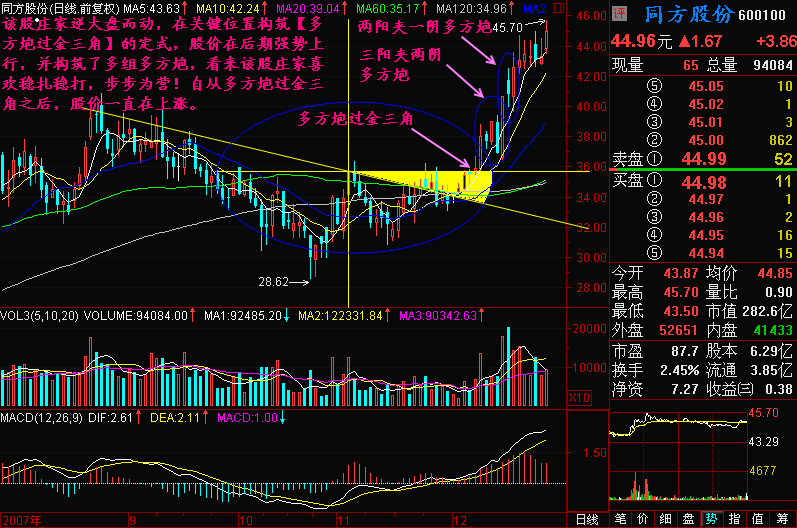 同方股份(日线.前复权) MA5:43.63↑ MA10:42.24↑ MA20:39.04↑ MA60:35.17↑ MA120:34.96↑ MA2
该股庄家逆大盘而动，在关键位置构筑【多
方炮过金三角】的定式，股价在后期强势上
行，并构筑了多组多方炮，看来该股庄家喜
欢稳扎稳打，步步为营！自从多方炮过金三
角之后，股价一直在上涨。
两阳夹一阴多方炮
45.70
三阳夹两阴
多方炮
多方炮过金三角
28.62
46.00
44.00
42.00
40.00
38.00
36.00
34.00
32.00
30.00
28.00
VOL3(5,10,20) VOLUME:94084.00↑ MA1:92485.20↓ MA2:122331.84↑ MA3:90342.63↑
20000
10000
X10
MACD(12,26,9) DIF:2.61↑ DEA:2.11↑ MACD:1.00↓
1.50
2007年 9 10 11 12 日线
评 同方股份 600100
44.96元 ▲1.67 +3.86
现量 65 总量 94084
⑤ 45.05 10
④ 45.02 1
③ 45.01 3
② 45.00 862
卖盘① 44.99 52
买盘① 44.98 11
② 44.97 1
③ 44.96 2
④ 44.95 16
⑤ 44.94 15
今开 43.87 均价 44.85
最高 45.70 量比 0.90
最低 43.50 市值 282.6亿
外盘 52651 内盘 41433
市盈 87.7 股本 6.29亿
换手 2.45% 流通 3.85亿
净资 7.27 收益㈢ 0.38
45.70
43.29
4677
笔 价 细 盘 势 指 值 筹